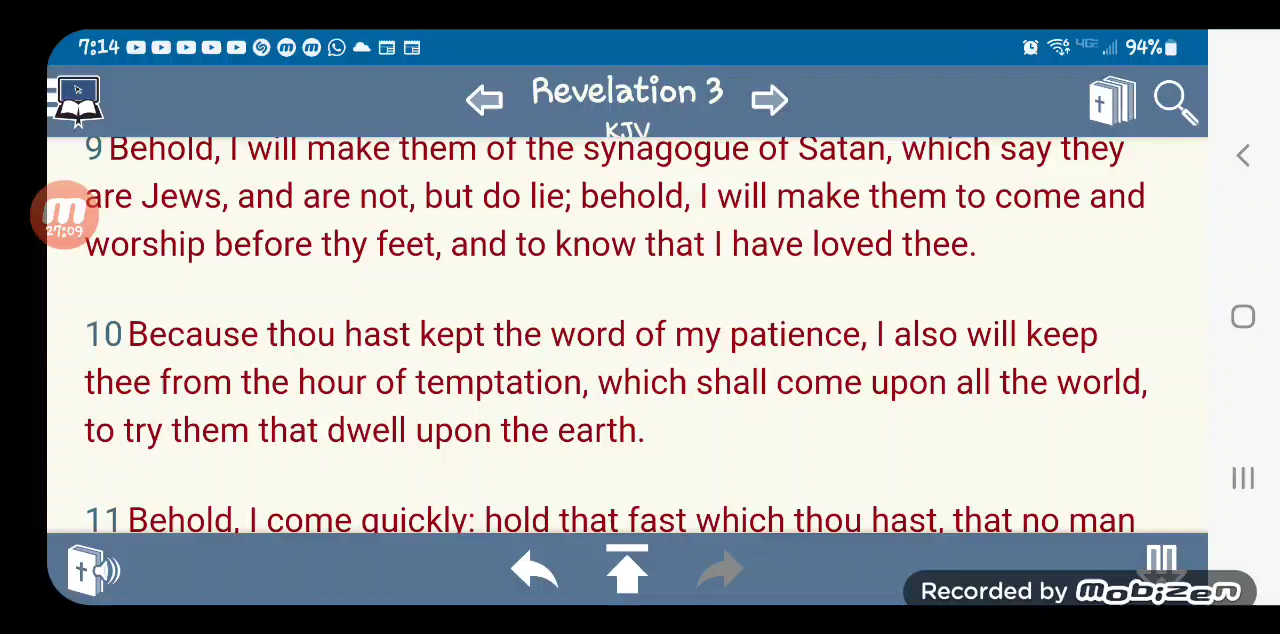 7:14 94%
Revelation 3
KJV
9 Behold, I will make them of the synagogue of Satan, which say they
are Jews, and are not, but do lie; behold, I will make them to come and
27:09
worship before thy feet, and to know that I have loved thee.
10 Because thou hast kept the word of my patience, I also will keep
thee from the hour of temptation, which shall come upon all the world,
to try them that dwell upon the earth.
11 Behold, I come quickly: hold that fast which thou hast, that no man
Recorded by mobizen